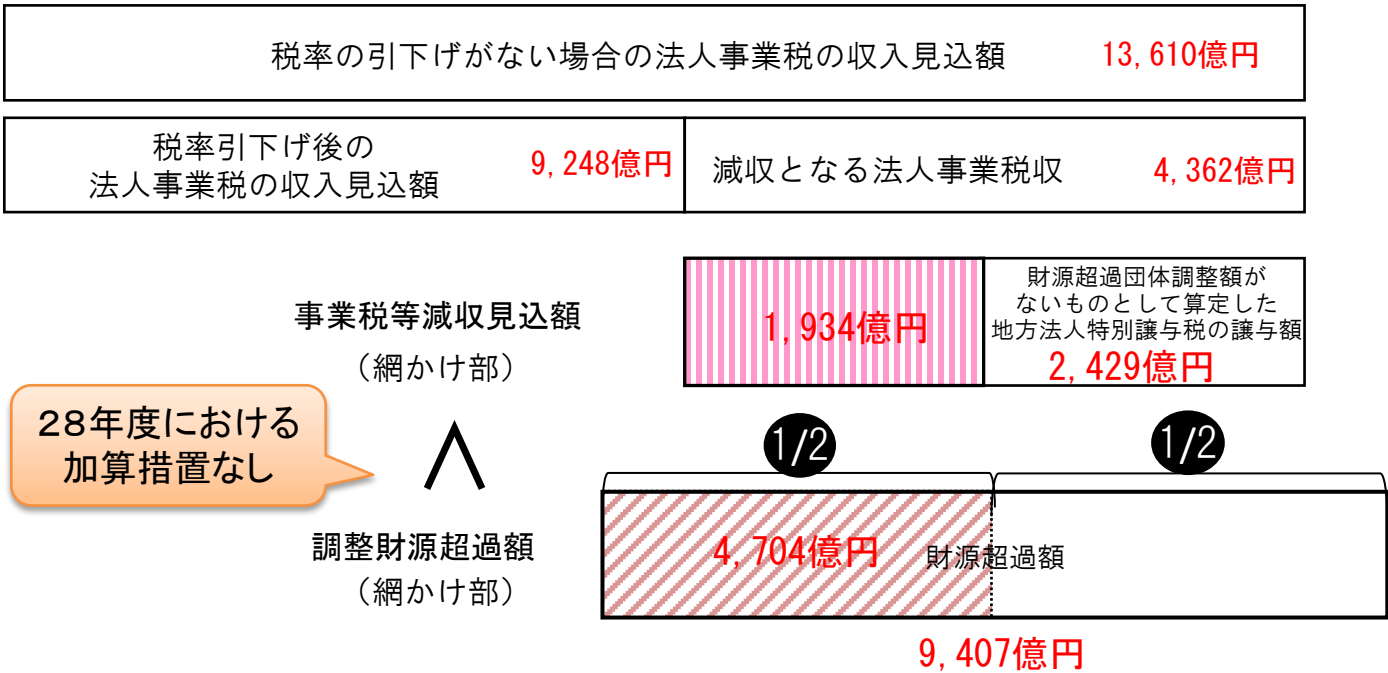 税率の引下げがない場合の法人事業税の収入見込額 13,610億円
税率引下げ後の
法人事業税の収入見込額
9,248億円
減収となる法人事業税収 4,362億円
事業税等減収見込額
（網かけ部）
1,934億円
財源超過団体調整額が
ないものとして算定した
地方法人特別譲与税の譲与額
2,429億円
28年度における
加算措置なし
∧
1/2
1/2
調整財源超過額
（網かけ部）
4,704億円
財源超過額
9,407億円